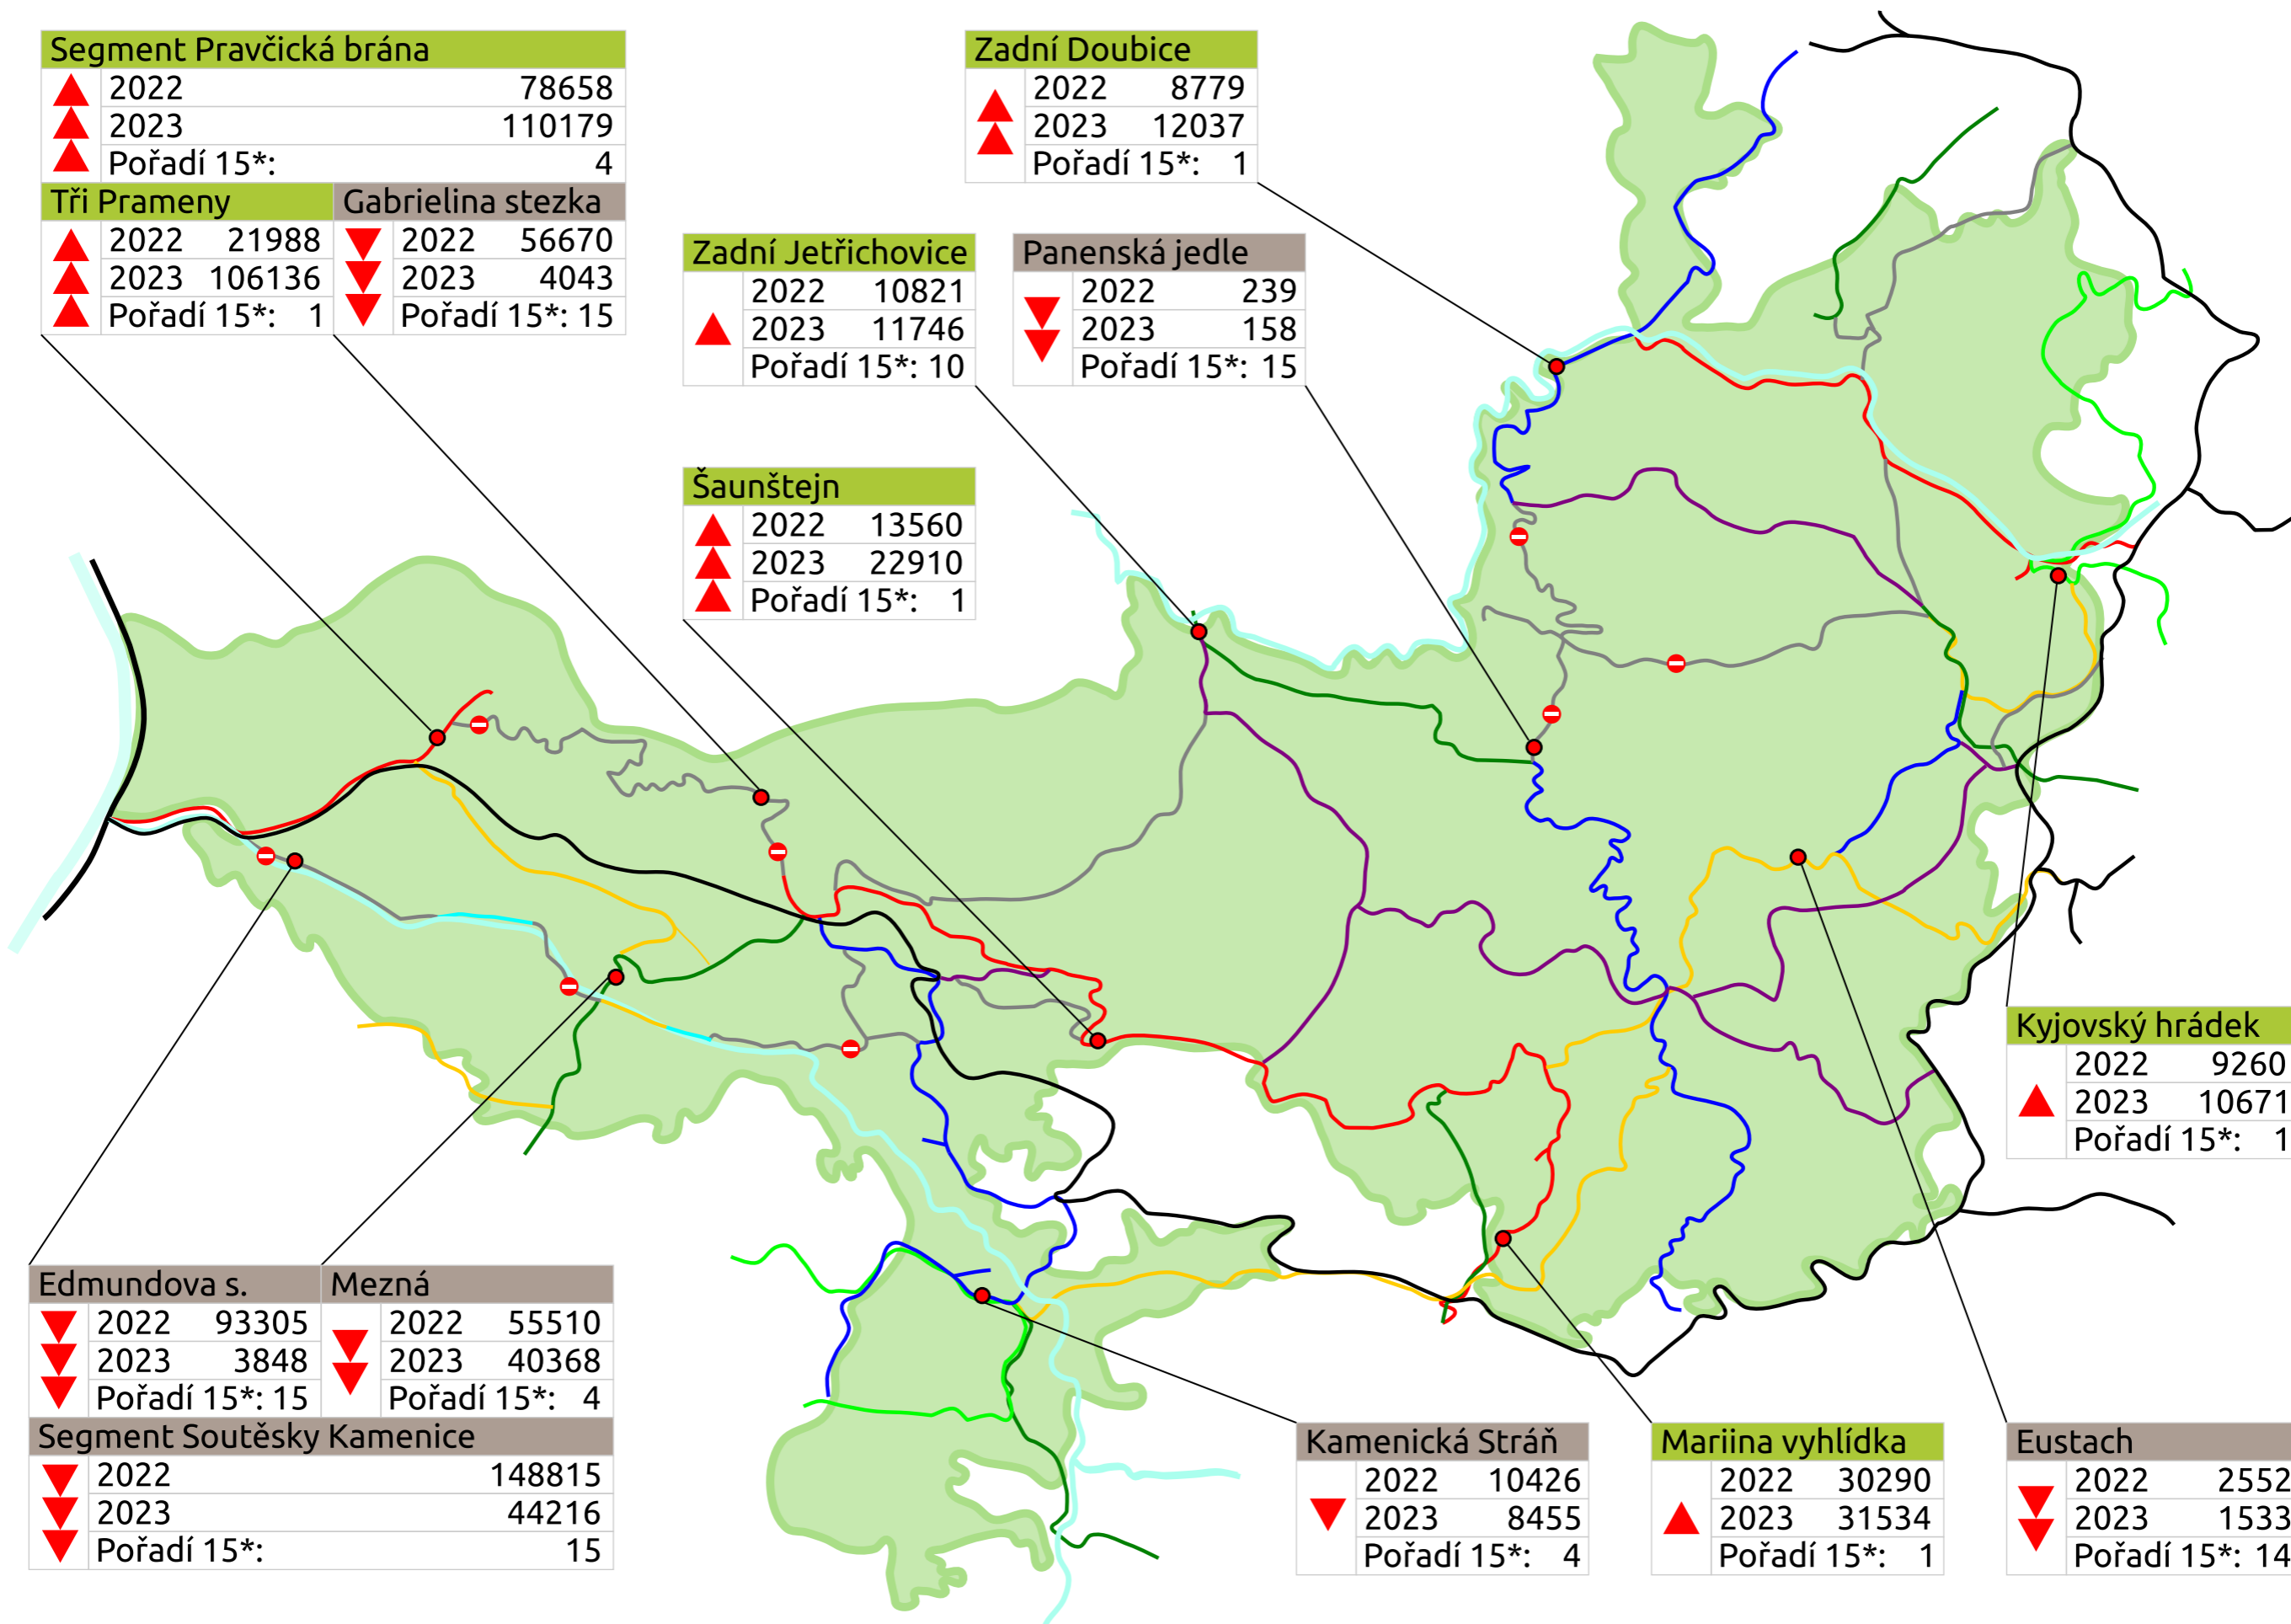 Segment Pravčická brána
2022 78658
2023 110179
Pořadí 15*: 4
Tři Prameny
2022 21988
2023 106136
Pořadí 15*: 1
Gabrielina stezka
2022 56670
2023 4043
Pořadí 15*: 15
Zadní Doubice
2022 8779
2023 12037
Pořadí 15*: 1
Zadní Jetřichovice
2022 10821
2023 11746
Pořadí 15*: 10
Panenská jedle
2022 239
2023 158
Pořadí 15*: 15
Šaunštejn
2022 13560
2023 22910
Pořadí 15*: 1
Kyjovský hrádek
2022 9260
2023 10671
Pořadí 15*: 1
Edmundova s.
2022 93305
2023 3848
Pořadí 15*: 15
Mezná
2022 55510
2023 40368
Pořadí 15*: 4
Segment Soutěsky Kamenice
2022 148815
2023 44216
Pořadí 15*: 15
Kamenická Stráň
2022 10426
2023 8455
Pořadí 15*: 4
Mariina vyhlídka
2022 30290
2023 31534
Pořadí 15*: 1
Eustach
2022 2552
2023 1533
Pořadí 15*: 14